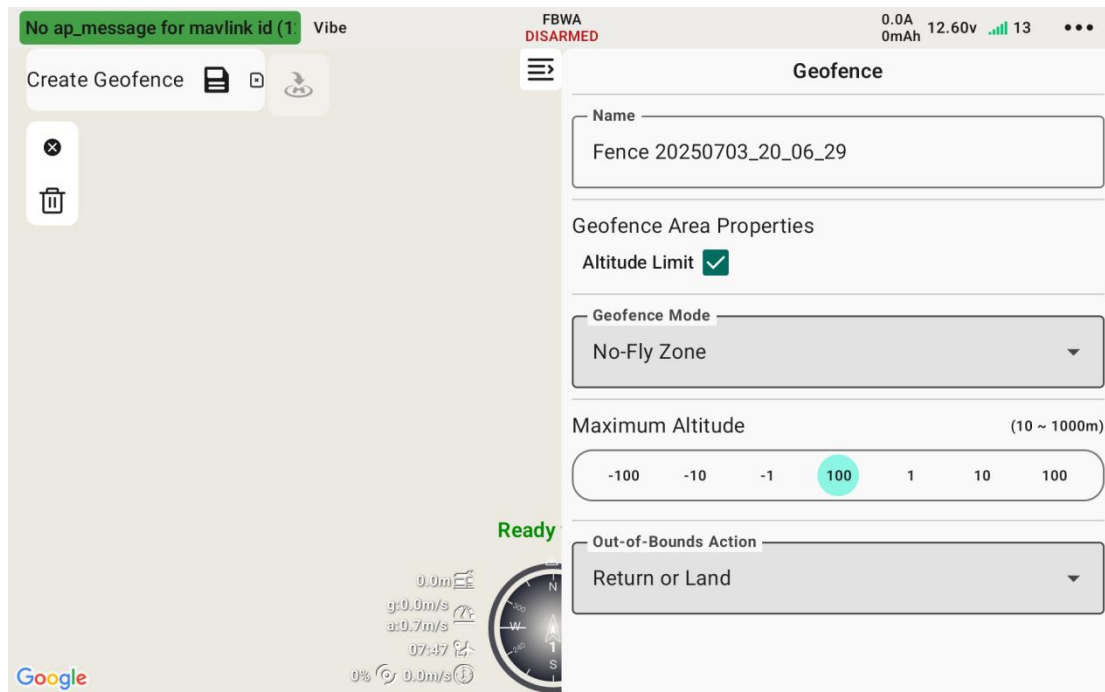 No ap_message for mavlink id (1
Vibe
FBWA
DISARMED
0.0A
0mAh
12.60v
13
Create Geofence
Geofence
Name
Fence 20250703_20_06_29
Geofence Area Properties
Altitude Limit
Geofence Mode
No-Fly Zone
Maximum Altitude (10 ~ 1000m)
-100 -10 -1 100 1 10 100
Out-of-Bounds Action
Return or Land
Ready
0.0m
g:0.0m/s
a:0.7m/s
07:47
0% 0.0m/s
N
300
W
240
1
S
Google